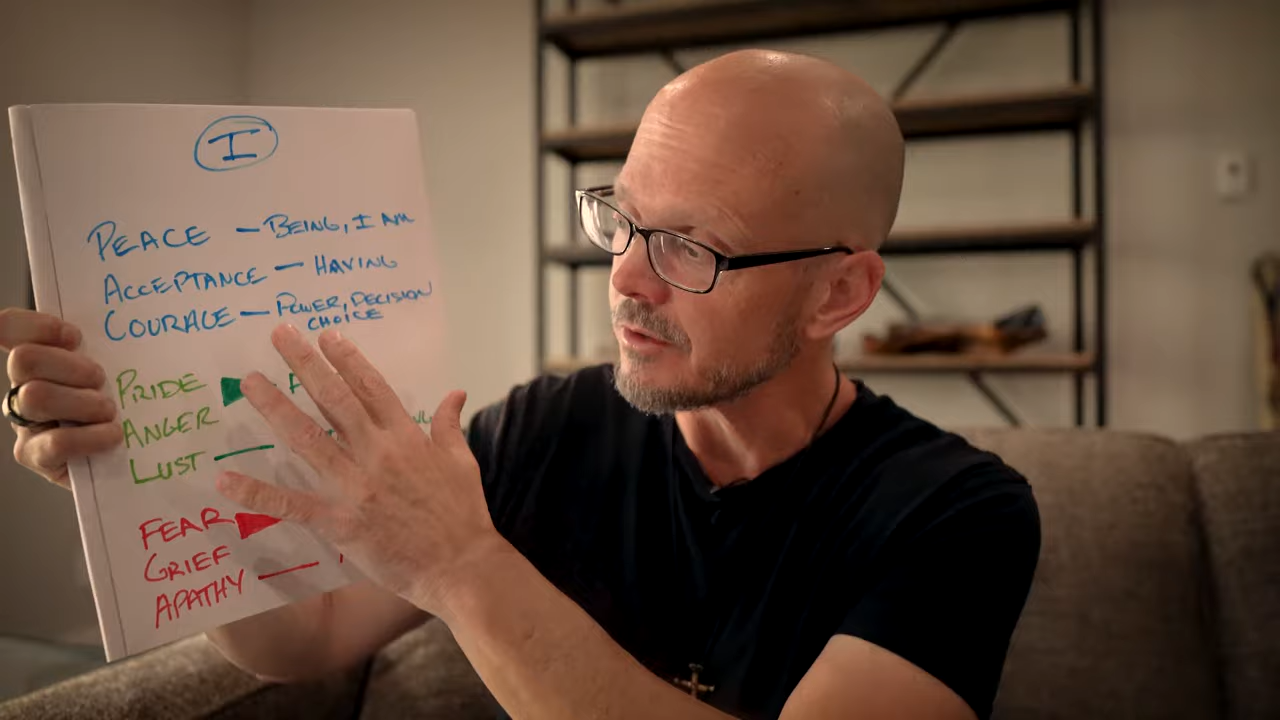 I
PEACE — BEING, I AM
ACCEPTANCE — HAVING
COURAGE — POWER, DECISION
CHOICE
PRIDE
ANGER
LUST —
FEAR
GRIEF
APATHY —